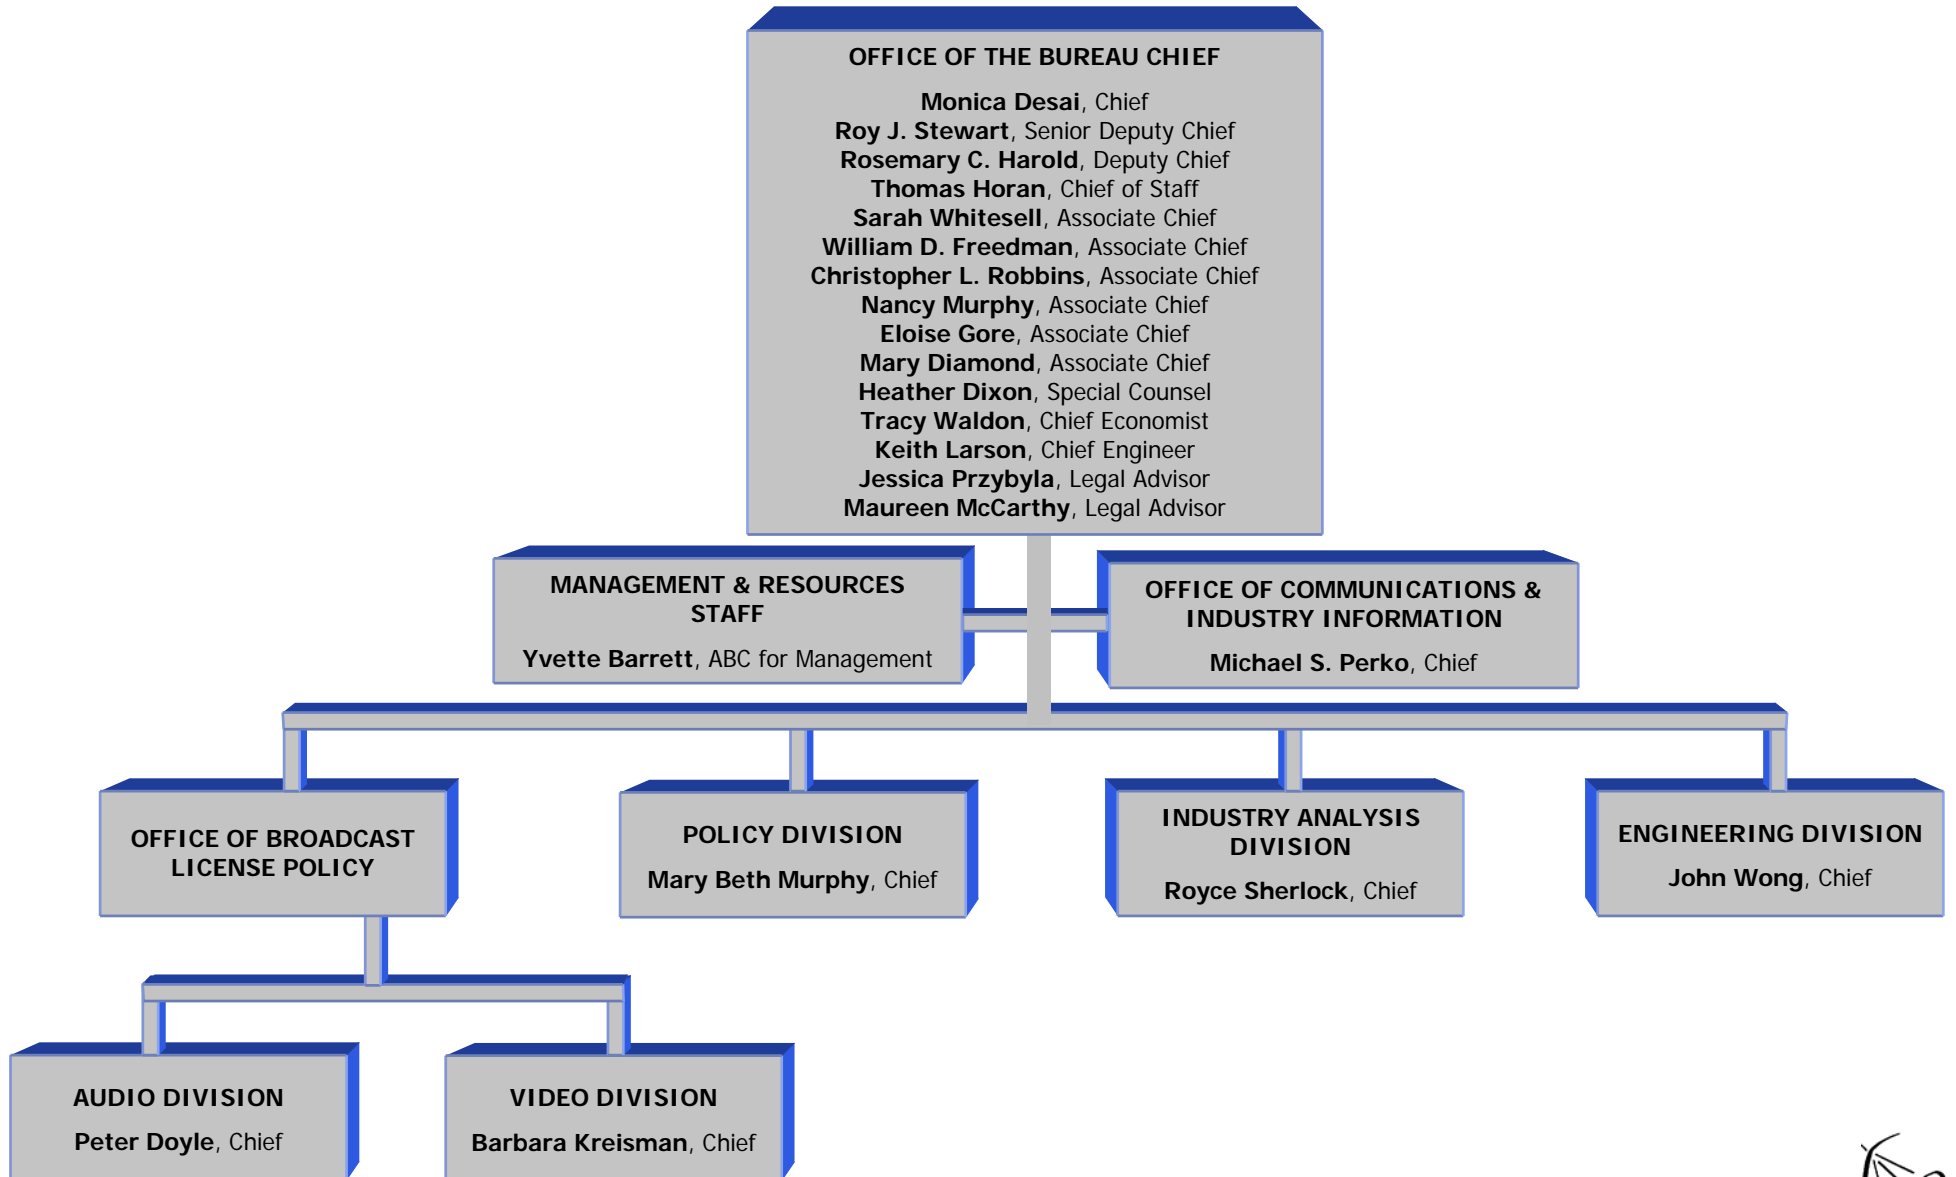 OFFICE OF THE BUREAU CHIEF
Monica Desai, Chief
Roy J. Stewart, Senior Deputy Chief
Rosemary C. Harold, Deputy Chief
Thomas Horan, Chief of Staff
Sarah Whitesell, Associate Chief
William D. Freedman, Associate Chief
Christopher L. Robbins, Associate Chief
Nancy Murphy, Associate Chief
Eloise Gore, Associate Chief
Mary Diamond, Associate Chief
Heather Dixon, Special Counsel
Tracy Waldon, Chief Economist
Keith Larson, Chief Engineer
Jessica Przybyla, Legal Advisor
Maureen McCarthy, Legal Advisor
MANAGEMENT & RESOURCES
STAFF
Yvette Barrett, ABC for Management
OFFICE OF COMMUNICATIONS &
INDUSTRY INFORMATION
Michael S. Perko, Chief
OFFICE OF BROADCAST
LICENSE POLICY
POLICY DIVISION
Mary Beth Murphy, Chief
INDUSTRY ANALYSIS
DIVISION
Royce Sherlock, Chief
ENGINEERING DIVISION
John Wong, Chief
AUDIO DIVISION
Peter Doyle, Chief
VIDEO DIVISION
Barbara Kreisman, Chief